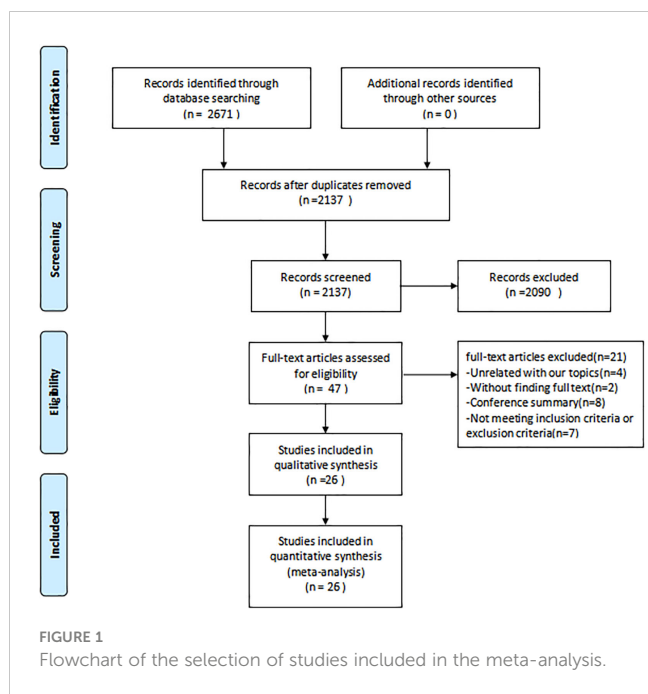 Identification
Records identified through
database searching
(n = 2671)
Additional records identified
through other sources
(n = 0)
Records after duplicates removed
(n=2137 )
Screening
Records screened
(n = 2137)
Records excluded
(n =2090 )
Eligibility
Full-text articles assessed
for eligibility
(n = 47)
full-text articles excluded(n=21)
-Unrelated with our topics(n=4)
-Without finding full text(n=2)
-Conference summary(n=8)
-Not meeting inclusion criteria or
exclusion criteria(n=7)
Studies included in
qualitative synthesis
(n =26 )
Included
Studies included in
quantitative synthesis
(meta-analysis)
(n = 26 )
FIGURE 1
Flowchart of the selection of studies included in the meta-analysis.